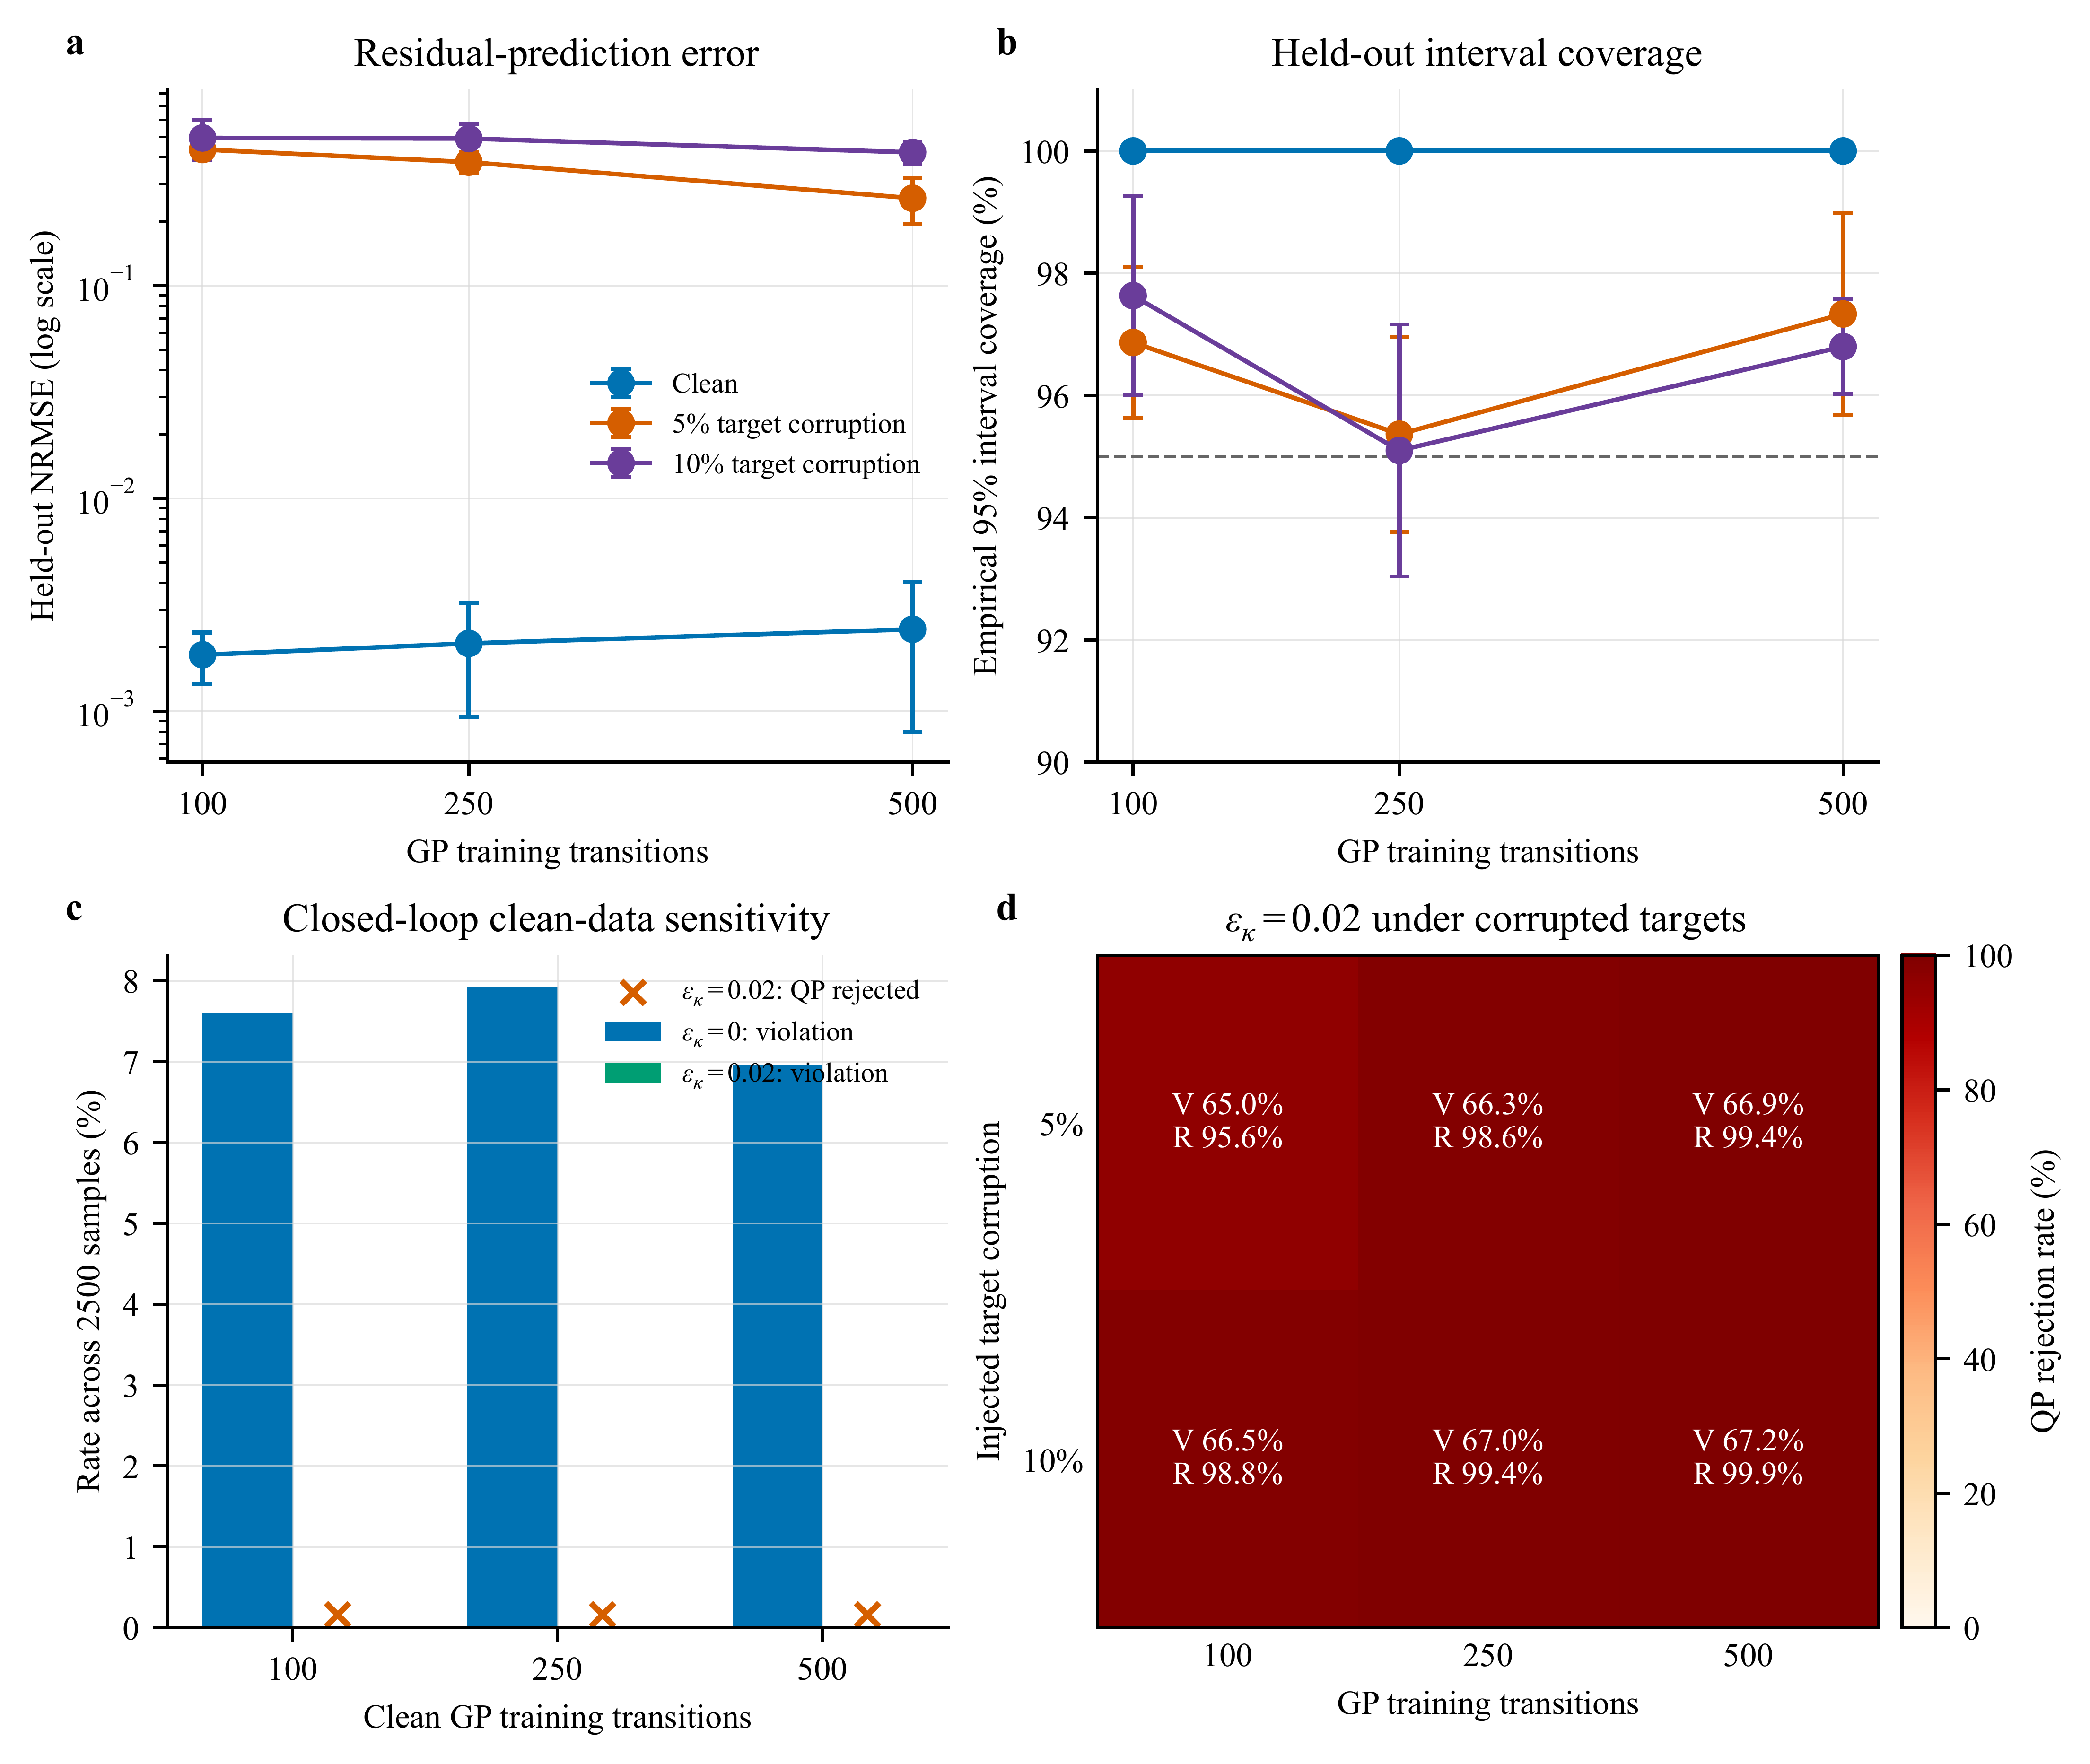 a
Residual-prediction error
Held-out NRMSE (log scale)
10⁻¹
10⁻²
10⁻³
Clean
5% target corruption
10% target corruption
100 250 500
GP training transitions
b
Held-out interval coverage
Empirical 95% interval coverage (%)
100
98
96
94
92
90
100 250 500
GP training transitions
c
Closed-loop clean-data sensitivity
Rate across 2500 samples (%)
8
7
6
5
4
3
2
1
0
ε_κ = 0.02: QP rejected
ε_κ = 0: violation
ε_κ = 0.02: violation
100 250 500
Clean GP training transitions
d
ε_κ = 0.02 under corrupted targets
Injected target corruption
5%
V 65.0% V 66.3% V 66.9%
R 95.6% R 98.6% R 99.4%
10%
V 66.5% V 67.0% V 67.2%
R 98.8% R 99.4% R 99.9%
100 250 500
GP training transitions
100
80
60
40
20
0
QP rejection rate (%)